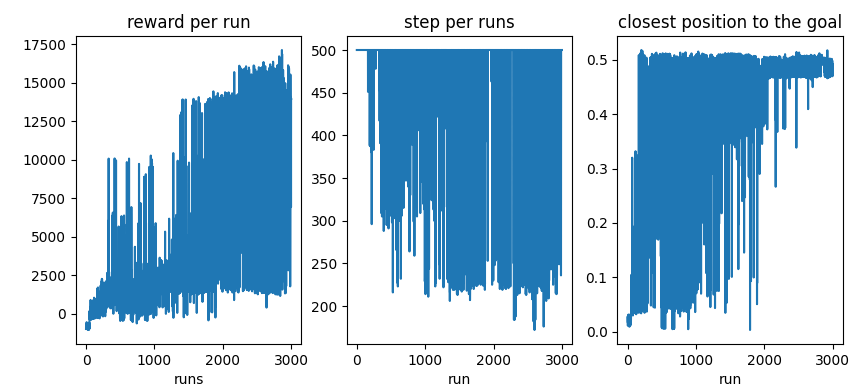 reward per run
17500
15000
12500
10000
7500
5000
2500
0
0 1000 2000 3000
runs
step per runs
500
450
400
350
300
250
200
0 1000 2000 3000
run
closest position to the goal
0.5
0.4
0.3
0.2
0.1
0.0
0 1000 2000 3000
run